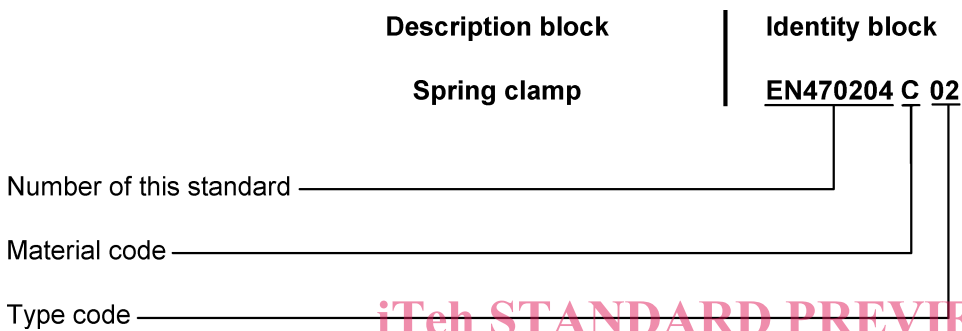 Description block Identity block
Spring clamp EN470204 C 02
Number of this standard
Material code
Type code
iTeh STANDARD PREVIE